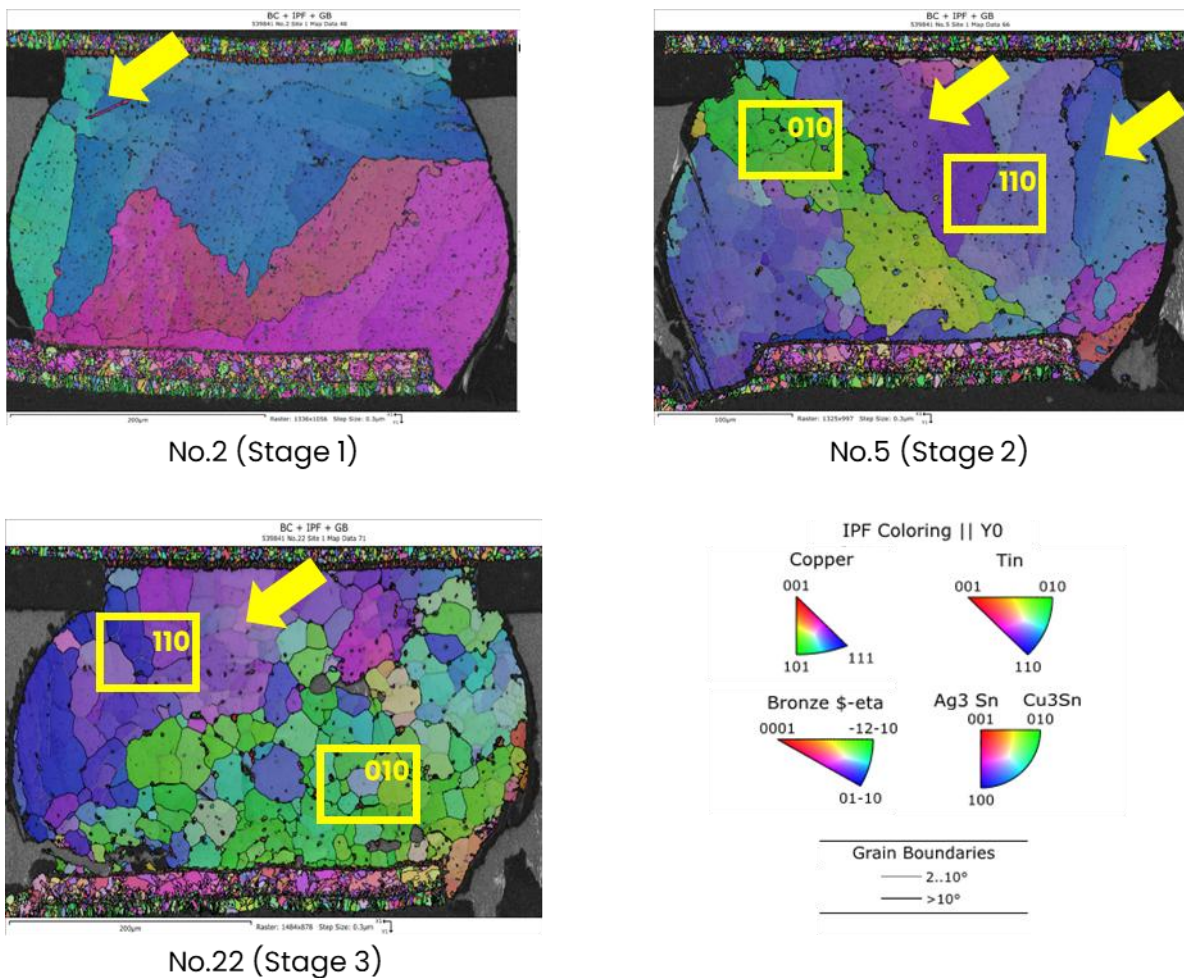 BC + IPF + GB
539841 No.2 Site 1 Map Data 48
200µm
Raster: 1336x1056 Step Size: 0.3µm
No.2 (Stage 1)
BC + IPF + GB
539841 No.5 Site 1 Map Data 66
010
110
100µm
Raster: 1325x997 Step Size: 0.3µm
No.5 (Stage 2)
BC + IPF + GB
539841 No.22 Site 1 Map Data 71
110
010
200µm
Raster: 1484x878 Step Size: 0.3µm
No.22 (Stage 3)
IPF Coloring || Y0
Copper
001
101
111
Tin
001
010
110
Bronze $-eta
0001
-12-10
01-10
Ag3 Sn
Cu3Sn
001
010
100
Grain Boundaries
2..10°
>10°